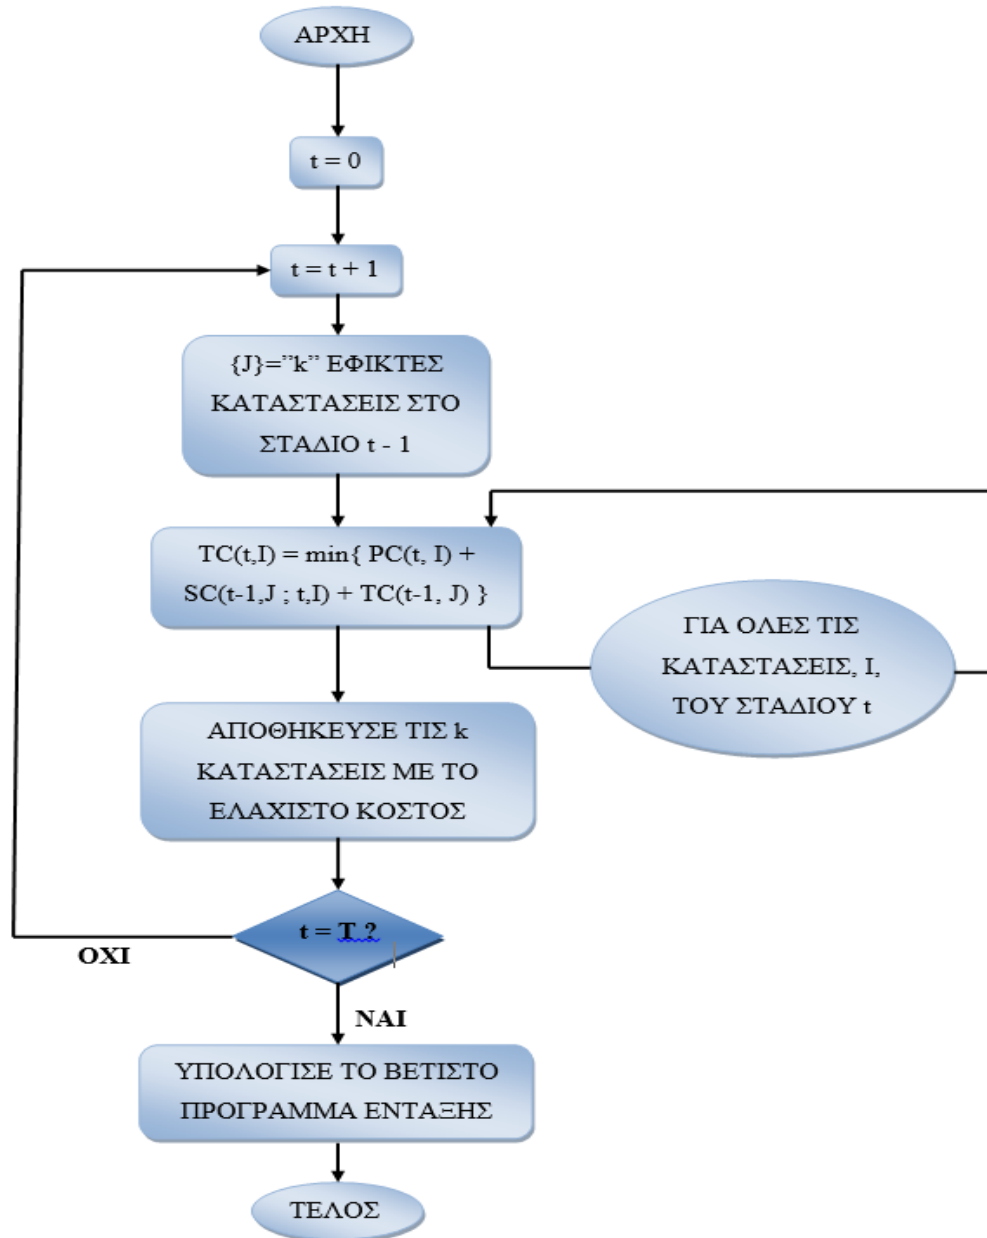 ΑΡΧΗ
t = 0
t = t + 1
{J}=”k” ΕΦΙΚΤΕΣ
ΚΑΤΑΣΤΑΣΕΙΣ ΣΤΟ
ΣΤΑΔΙΟ t - 1
TC(t,I) = min{ PC(t, I) +
SC(t-1,J ; t,I) + TC(t-1, J) }
ΓΙΑ ΟΛΕΣ ΤΙΣ
ΚΑΤΑΣΤΑΣΕΙΣ, Ι,
ΤΟΥ ΣΤΑΔΙΟΥ t
ΑΠΟΘΗΚΕΥΣΕ ΤΙΣ k
ΚΑΤΑΣΤΑΣΕΙΣ ΜΕ ΤΟ
ΕΛΑΧΙΣΤΟ ΚΟΣΤΟΣ
t = T ?
ΟΧΙ
ΝΑΙ
ΥΠΟΛΟΓΙΣΕ ΤΟ ΒΕΤΙΣΤΟ
ΠΡΟΓΡΑΜΜΑ ΕΝΤΑΞΗΣ
ΤΕΛΟΣ